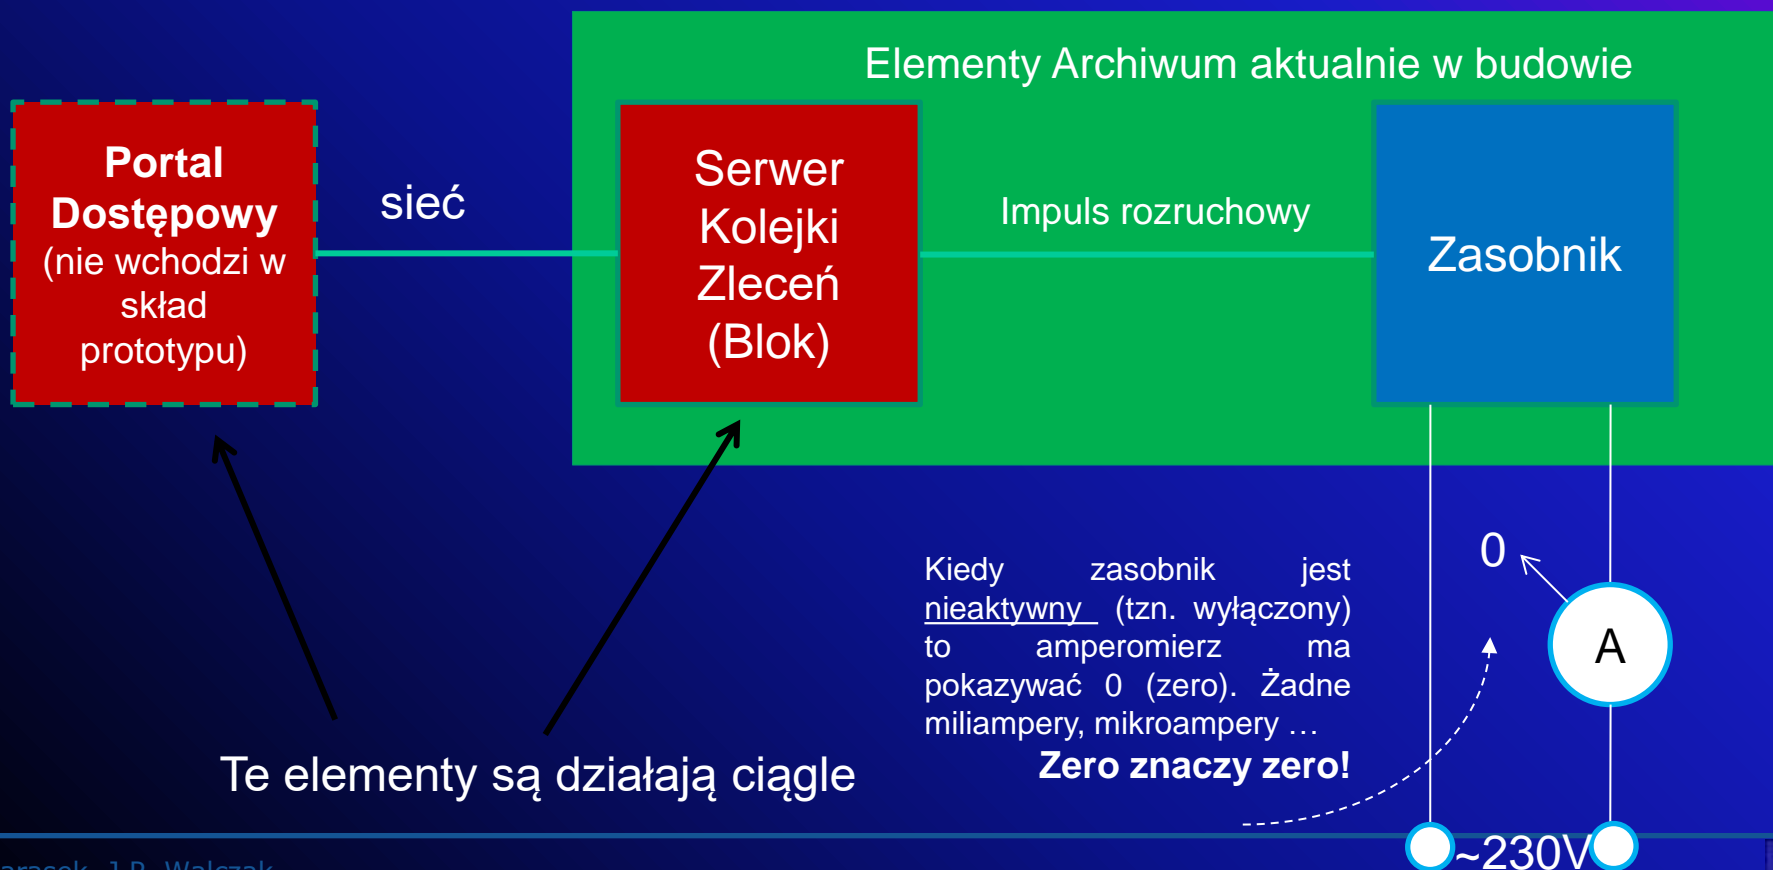 Elementy Archiwum aktualnie w budowie
Portal
Dostępowy
(nie wchodzi w
skład
prototypu)
sieć
Serwer
Kolejki
Zleceń
(Blok)
Impuls rozruchowy
Zasobnik
Kiedy zasobnik jest
nieaktywny (tzn. wyłączony)
to amperomierz ma
pokazywać 0 (zero). Żadne
miliampery, mikroampery …
Zero znaczy zero!
0
A
Te elementy są działają ciągle
~230V
J.R. Walczak